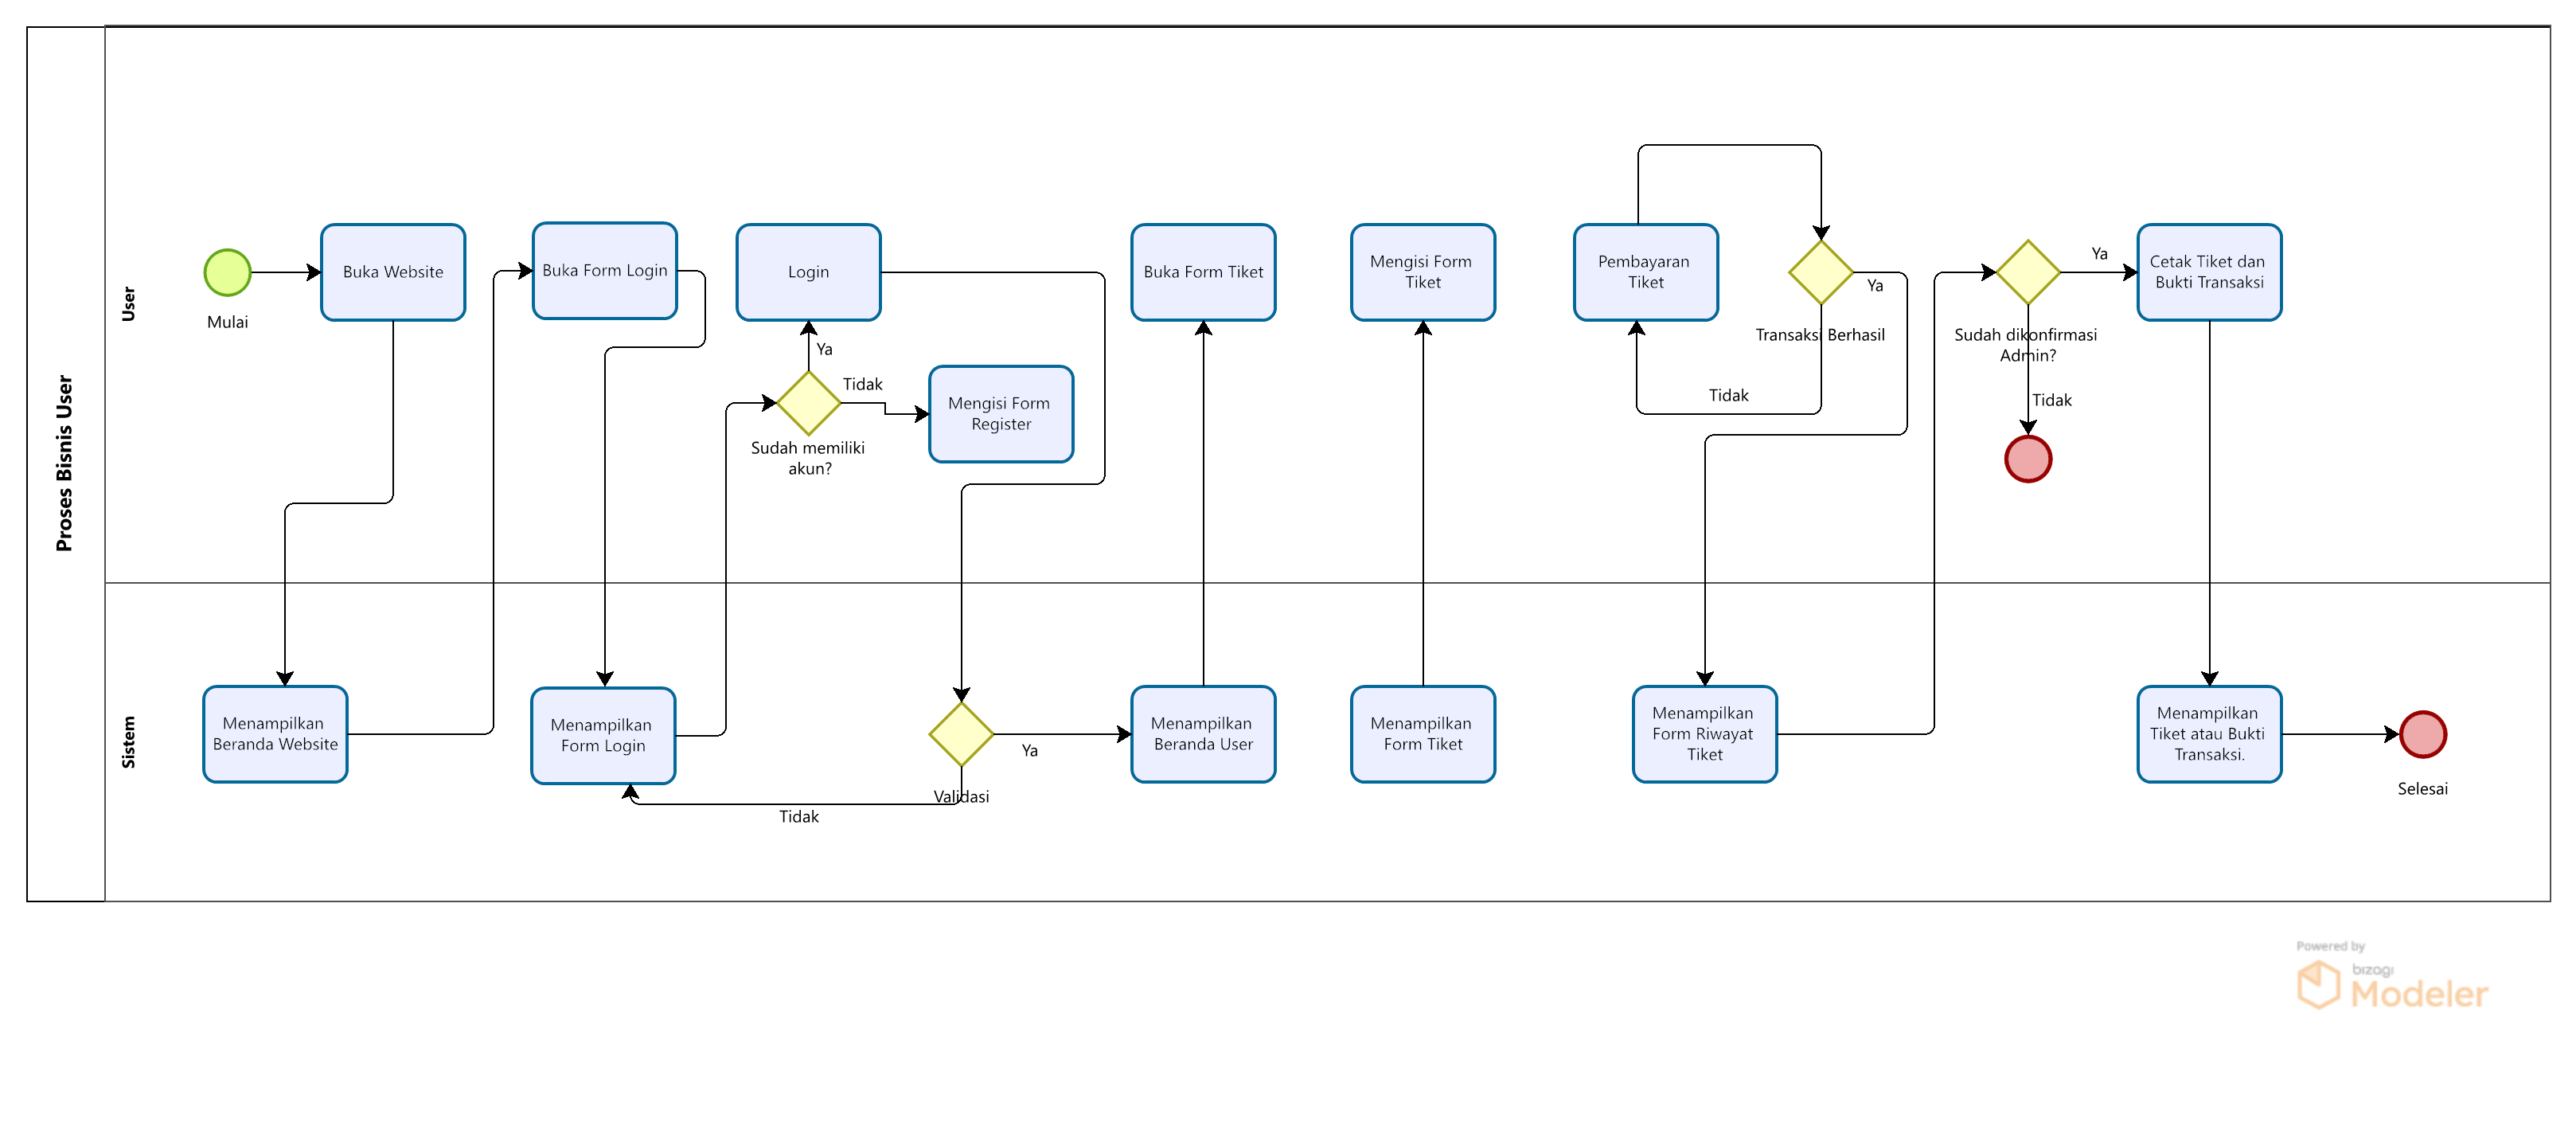 Proses Bisnis User
User
Mulai
Buka Website
Buka Form Login
Login
Ya
Tidak
Sudah memiliki
akun?
Mengisi Form
Register
Buka Form Tiket
Mengisi Form
Tiket
Pembayaran
Tiket
Ya
Transaksi Berhasil
Tidak
Sudah dikonfirmasi
Admin?
Ya
Tidak
Cetak Tiket dan
Bukti Transaksi
Sistem
Menampilkan
Beranda Website
Menampilkan
Form Login
Tidak
Validasi
Ya
Menampilkan
Beranda User
Menampilkan
Form Tiket
Menampilkan
Form Riwayat
Tiket
Menampilkan
Tiket atau Bukti
Transaksi.
Selesai
Powered by
bizagi
Modeler